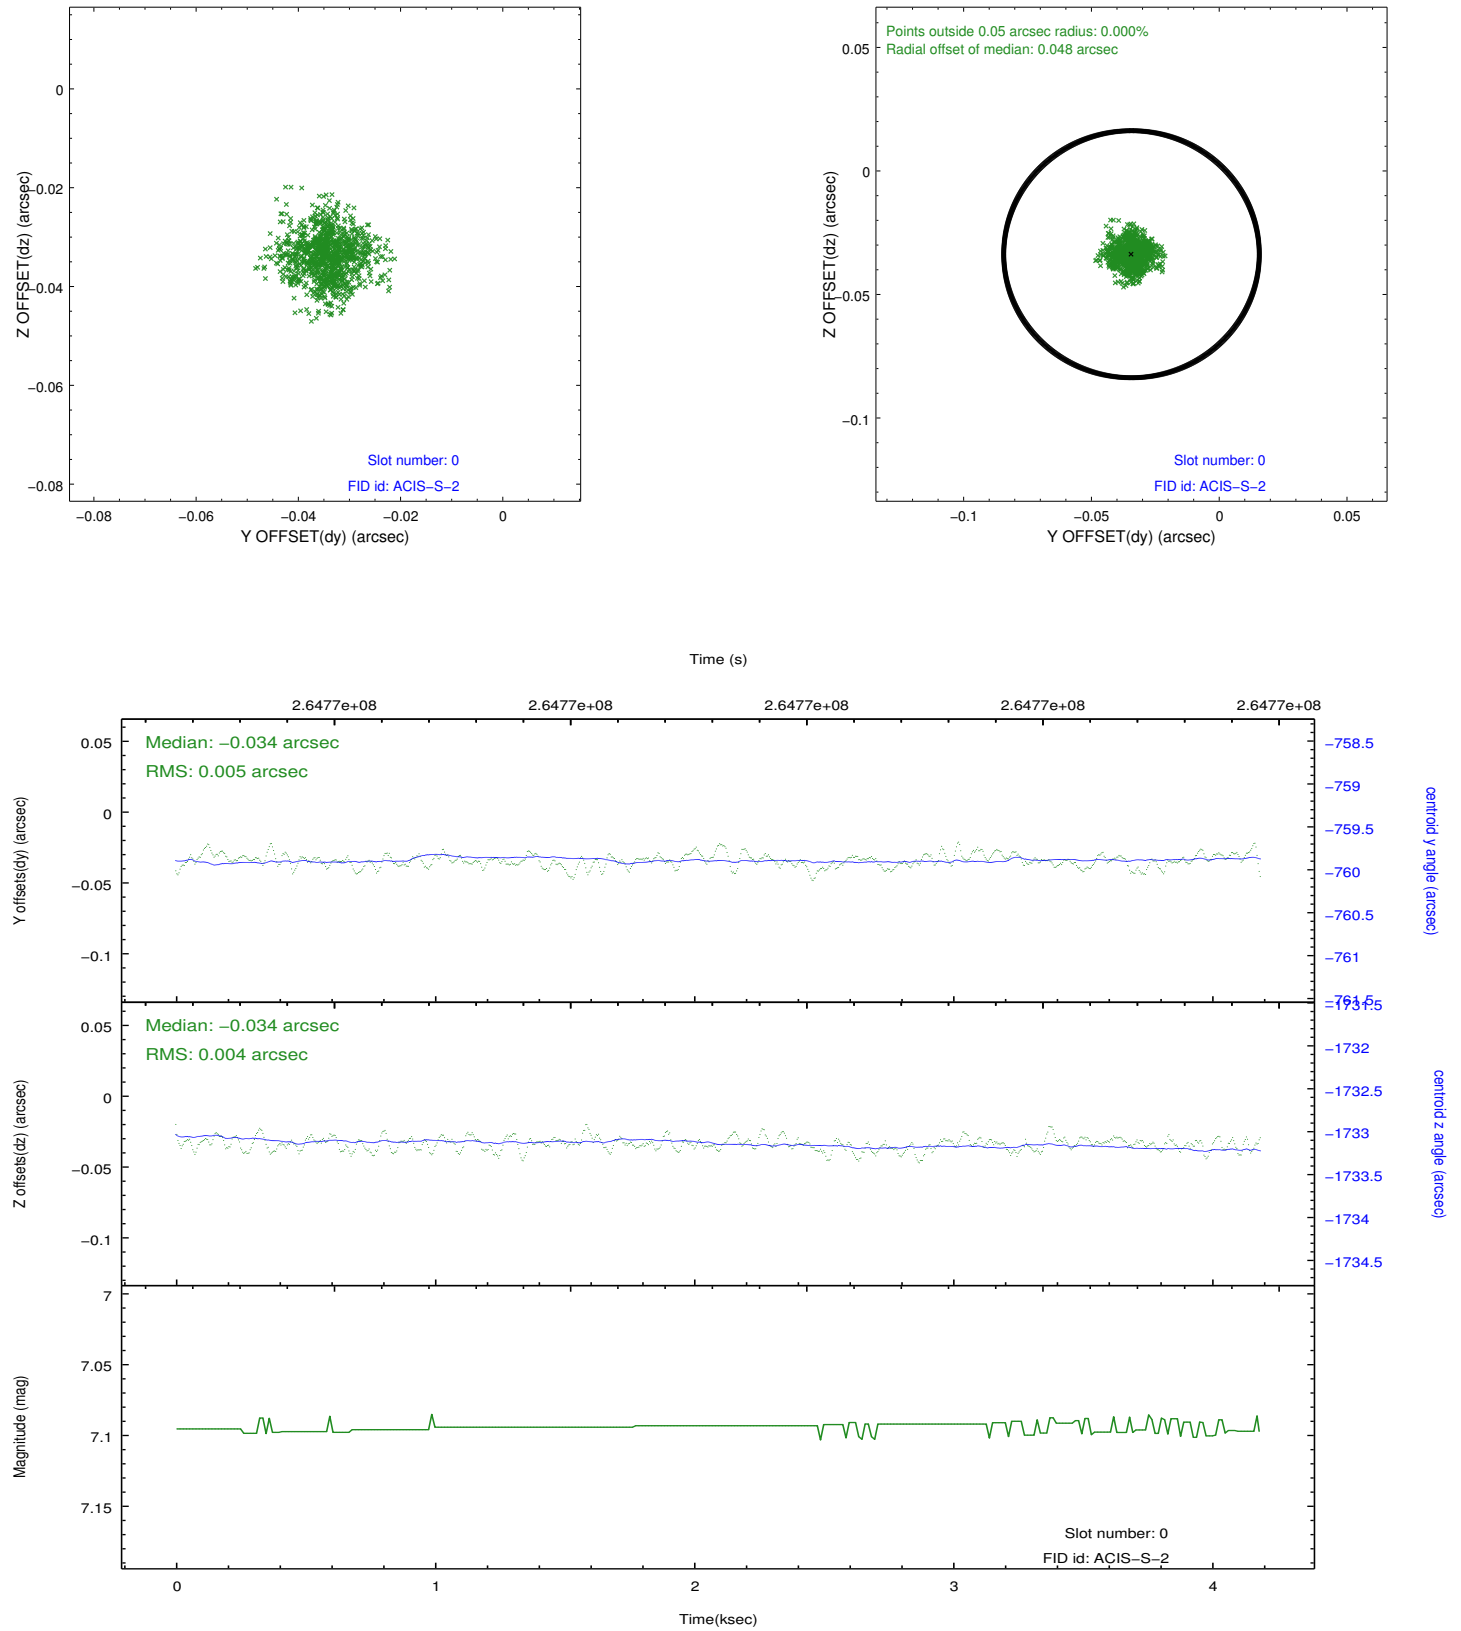 0
−0.02
−0.04
−0.06
−0.08
Z OFFSET(dz) (arcsec)
Slot number: 0
FID id: ACIS−S−2
−0.08 −0.06 −0.04 −0.02 0
Y OFFSET(dy) (arcsec)
Points outside 0.05 arcsec radius: 0.000%
Radial offset of median: 0.048 arcsec
0.05
0
−0.05
−0.1
Z OFFSET(dz) (arcsec)
Slot number: 0
FID id: ACIS−S−2
−0.1 −0.05 0 0.05
Y OFFSET(dy) (arcsec)
Time (s)
2.6477e+08 2.6477e+08 2.6477e+08 2.6477e+08 2.6477e+08
Median: −0.034 arcsec
RMS: 0.005 arcsec
0.05
0
−0.05
−0.1
Y offsets(dy) (arcsec)
−758.5
−759
−759.5
−760
−760.5
−761
−761.5
centroid y angle (arcsec)
Median: −0.034 arcsec
RMS: 0.004 arcsec
0.05
0
−0.05
−0.1
Z offsets(dz) (arcsec)
−1731.5
−1732
−1732.5
−1733
−1733.5
−1734
−1734.5
centroid z angle (arcsec)
7
7.05
7.1
7.15
Magnitude (mag)
Slot number: 0
FID id: ACIS−S−2
0 1 2 3 4
Time(ksec)